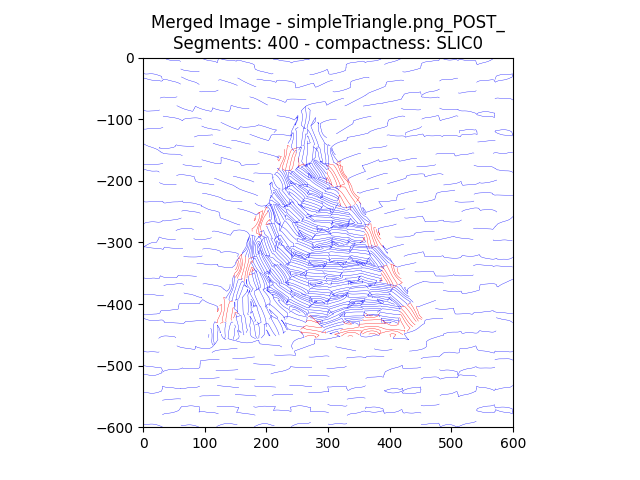 Merged Image - simpleTriangle.png_POST_
Segments: 400 - compactness: SLIC0
0
−100
−200
−300
−400
−500
−600
0 100 200 300 400 500 600